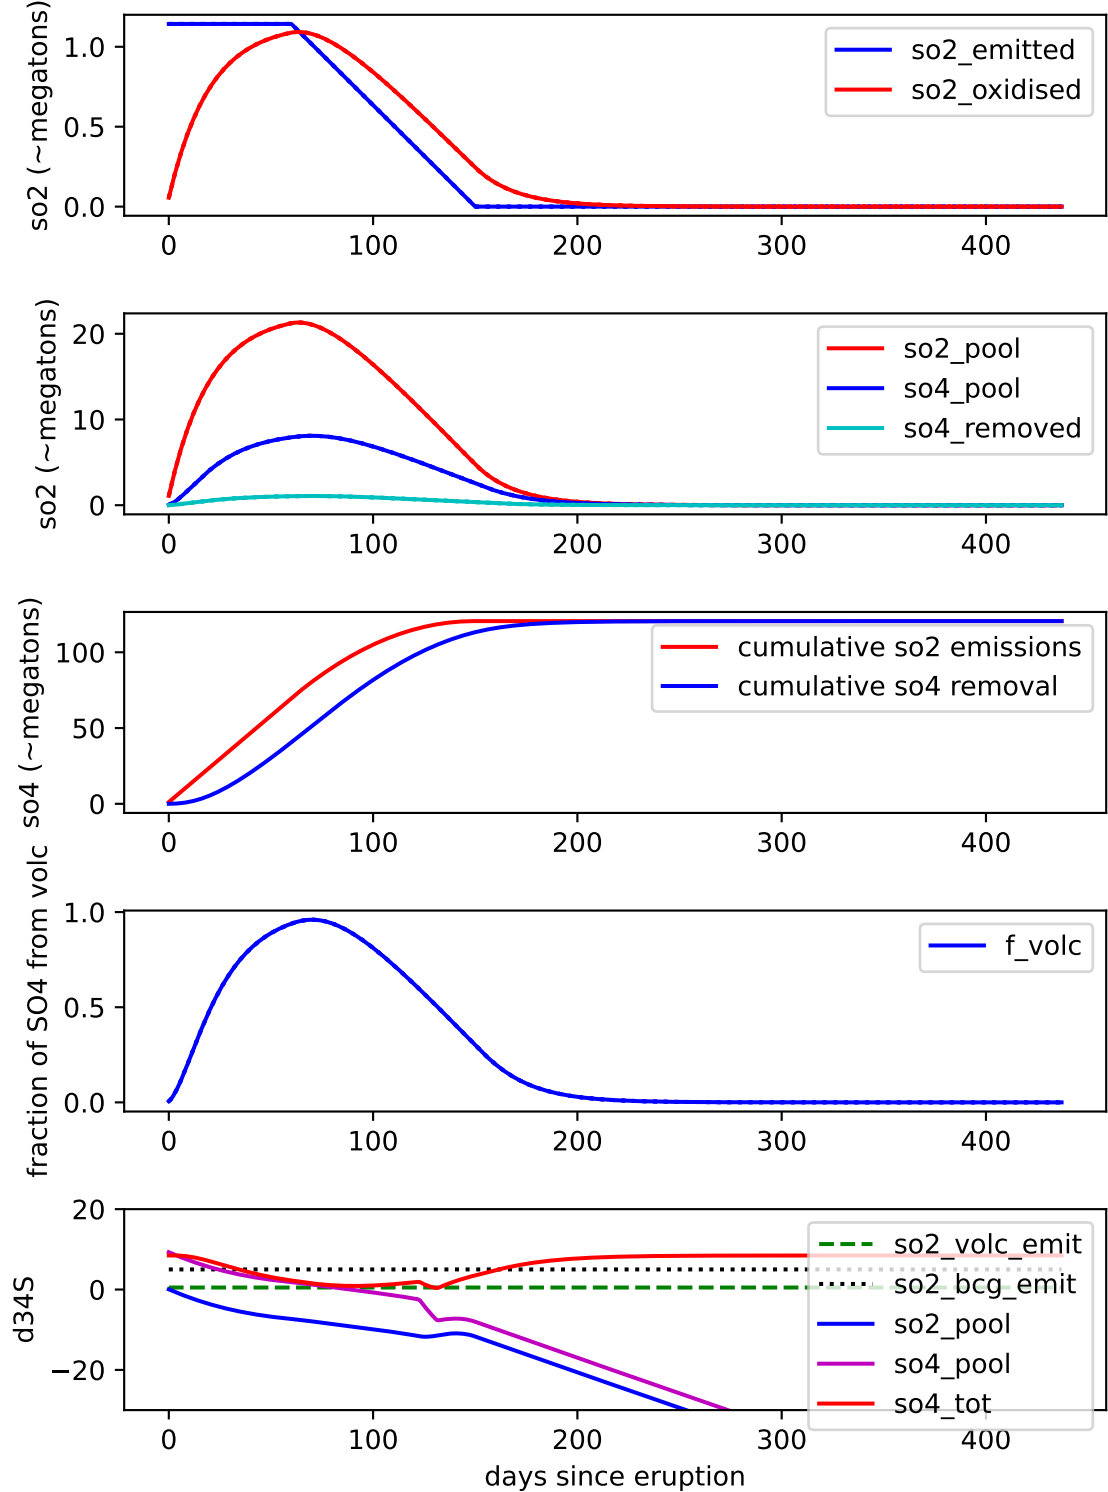 so2 (~megatons)
1.0
0.5
0.0
so2_emitted
so2_oxidised
0 100 200 300 400
so2 (~megatons)
20
10
0
so2_pool
so4_pool
so4_removed
0 100 200 300 400
so4 (~megatons)
100
50
0
cumulative so2 emissions
cumulative so4 removal
0 100 200 300 400
fraction of SO4 from volc
1.0
0.5
0.0
f_volc
0 100 200 300 400
d34S
20
0
−20
so2_volc_emit
so2_bcg_emit
so2_pool
so4_pool
so4_tot
0 100 200 300 400
days since eruption